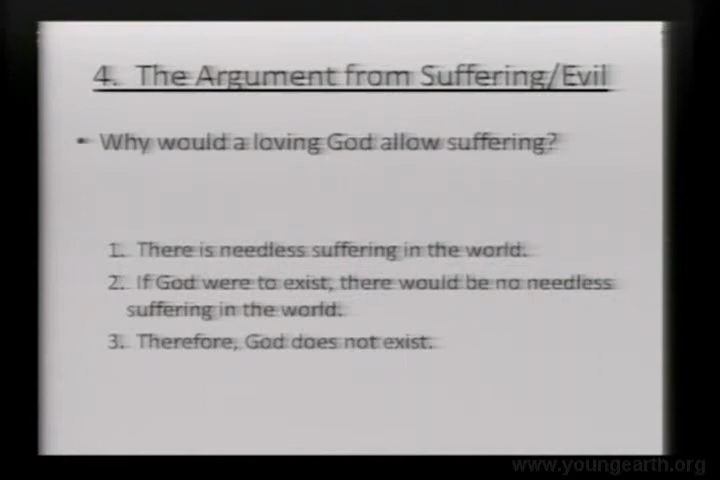 4. The Argument from Suffering/Evil
• Why would a loving God allow suffering?
1. There is needless suffering in the world.
2. If God were to exist, there would be no needless
suffering in the world.
3. Therefore, God does not exist.
www.youngearth.org